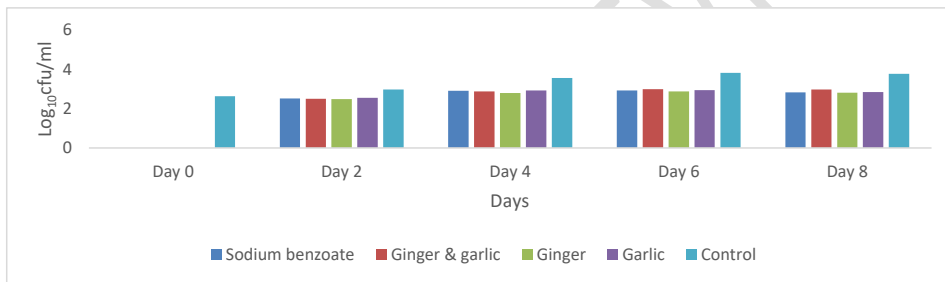 6
4
2
0
Log₁₀cfu/ml
Day 0 Day 2 Day 4 Day 6 Day 8
Days
Sodium benzoate Ginger & garlic Ginger Garlic Control